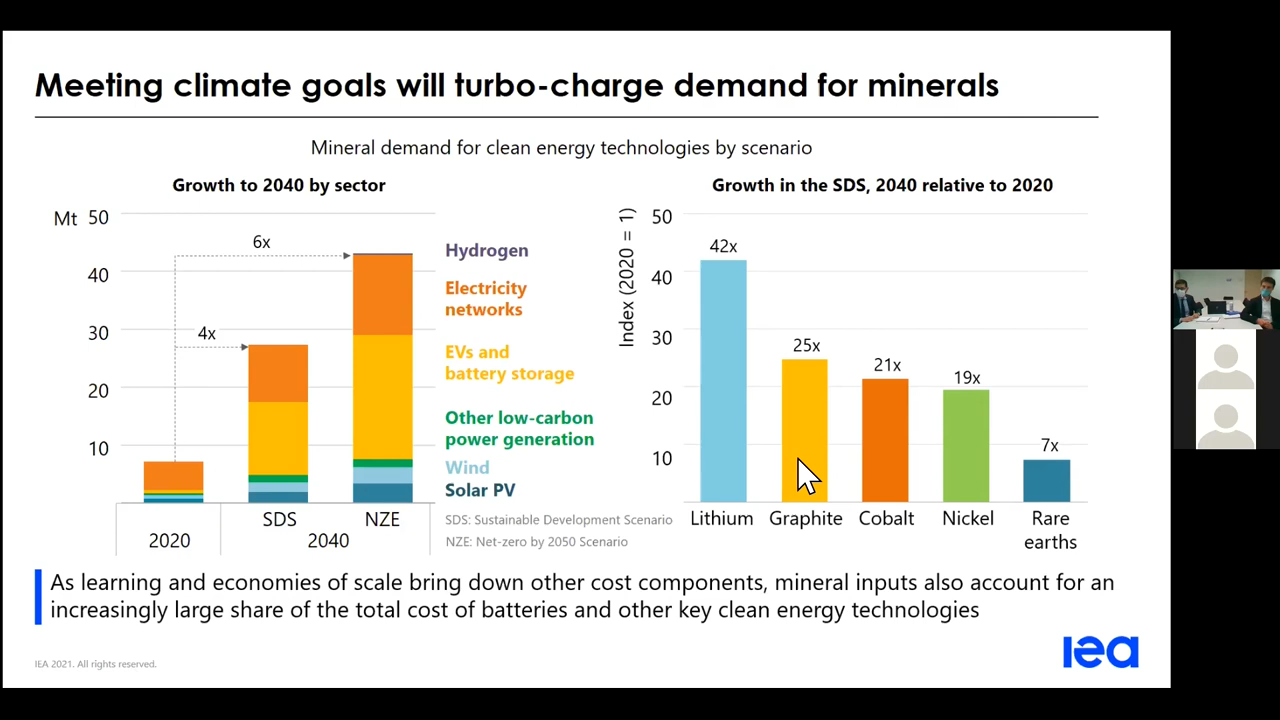 Meeting climate goals will turbo-charge demand for minerals
Mineral demand for clean energy technologies by scenario
Growth to 2040 by sector
Mt
50
40
30
20
10
6x
4x
2020
SDS
NZE
2040
Hydrogen
Electricity
networks
EVs and
battery storage
Other low-carbon
power generation
Wind
Solar PV
SDS: Sustainable Development Scenario
NZE: Net-zero by 2050 Scenario
Growth in the SDS, 2040 relative to 2020
Index (2020 = 1)
50
40
30
20
10
42x
25x
21x
19x
7x
Lithium
Graphite
Cobalt
Nickel
Rare
earths
As learning and economies of scale bring down other cost components, mineral inputs also account for an
increasingly large share of the total cost of batteries and other key clean energy technologies
IEA 2021. All rights reserved.
iea